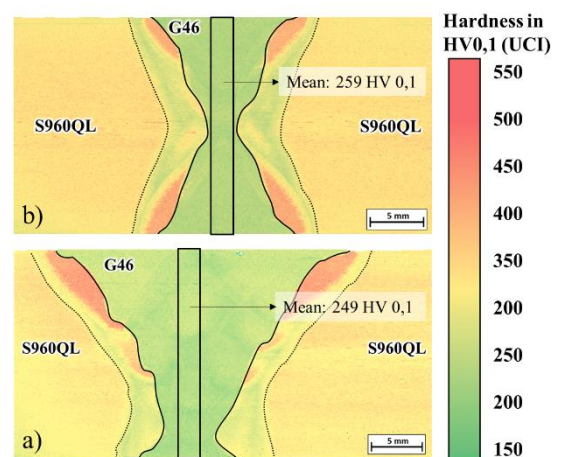 G46
Mean: 259 HV 0,1
S960QL
S960QL
b)
5 mm
G46
Mean: 249 HV 0,1
S960QL
S960QL
a)
5 mm
Hardness in
HV0,1 (UCI)
550
500
450
400
350
200
250
200
150